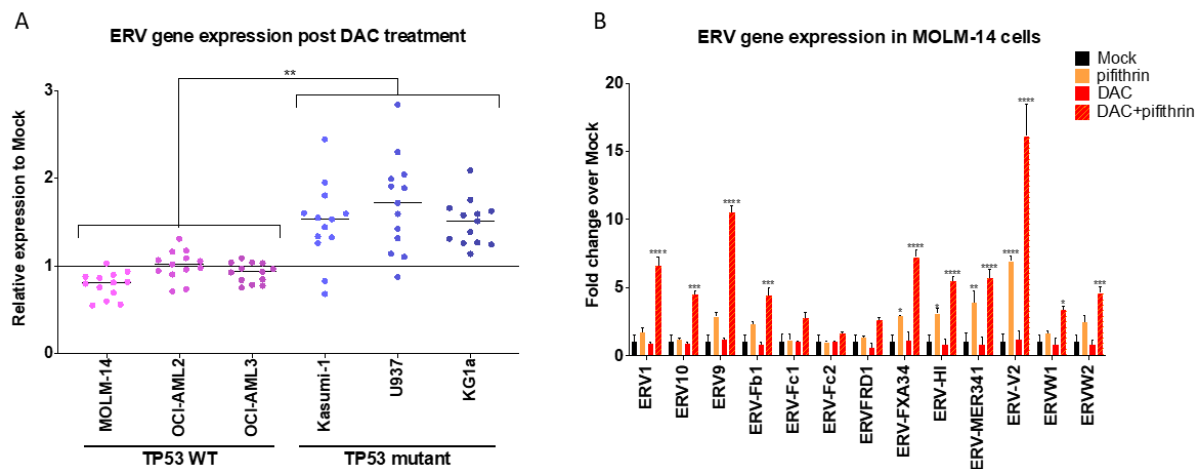 A
ERV gene expression post DAC treatment
**
3
2
1
0
Relative expression to Mock
MOLM-14
OCI-AML2
OCI-AML3
Kasumi-1
U937
KG1a
TP53 WT
TP53 mutant
B
ERV gene expression in MOLM-14 cells
Mock
pifithrin
DAC
DAC+pifithrin
20
15
10
5
0
Fold change over Mock
****
***
****
***
*
****
*
****
**
****
****
****
*
***
ERV1
ERV10
ERV9
ERV-Fb1
ERV-Fc1
ERV-Fc2
ERVFRD1
ERV-FXA34
ERV-HI
ERV-MER341
ERV-V2
ERVW1
ERVW2